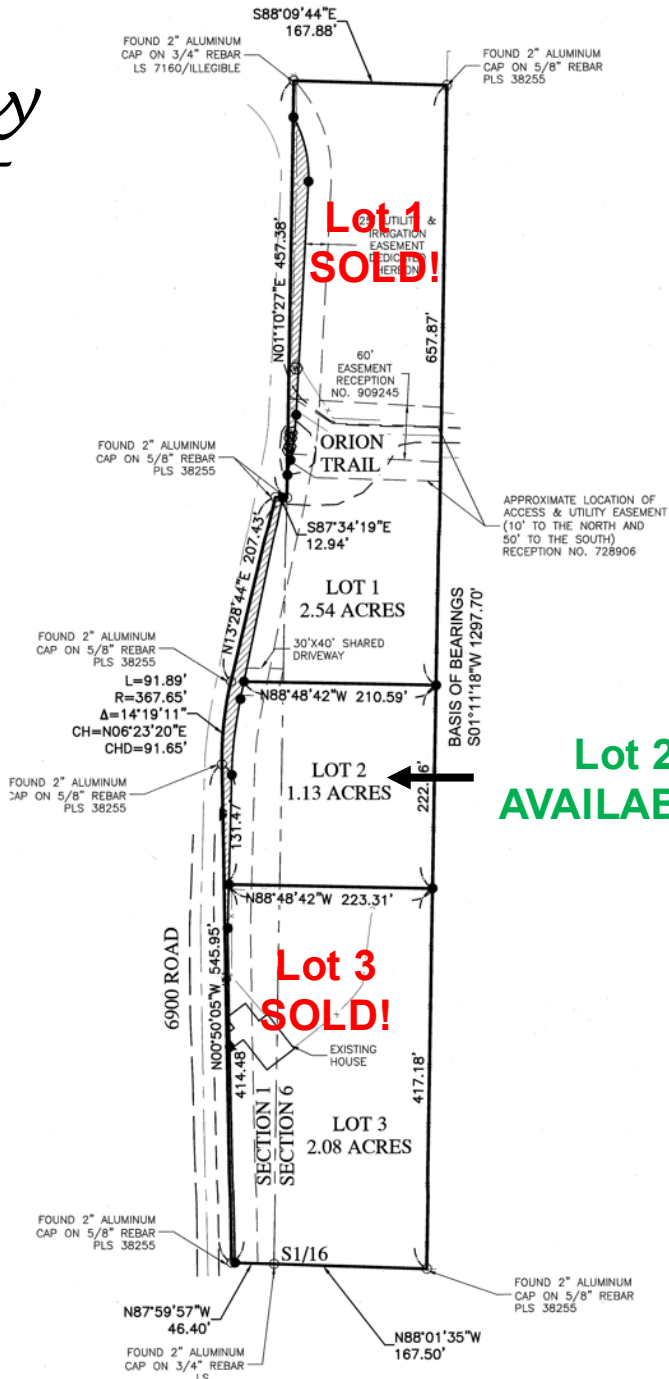 S88°09'44"E
167.88'
FOUND 2" ALUMINUM
CAP ON 3/4" REBAR
LS 7160/ILLEGIBLE
FOUND 2" ALUMINUM
CAP ON 5/8" REBAR
PLS 38255
y
Lot 1
SOLD!
25' UTILITY &
IRRIGATION
EASEMENT
DEDICATED
HEREON
N01°10'27"E 457.38'
657.87'
60'
EASEMENT
RECEPTION
NO. 909245
W
ORION
TRAIL
FOUND 2" ALUMINUM
CAP ON 5/8" REBAR
PLS 38255
APPROXIMATE LOCATION OF
ACCESS & UTILITY EASEMENT
(10' TO THE NORTH AND
50' TO THE SOUTH)
RECEPTION NO. 728906
S87°34'19"E
12.94'
N13°28'44"E 207.43'
LOT 1
2.54 ACRES
BASIS OF BEARINGS
S01°11'18"W 1297.70'
30'X40' SHARED
DRIVEWAY
FOUND 2" ALUMINUM
CAP ON 5/8" REBAR
PLS 38255
L=91.89'
R=367.65'
Δ=14°19'11"
CH=N06°23'20"E
CHD=91.65'
N88°48'42"W 210.59'
FOUND 2" ALUMINUM
CAP ON 5/8" REBAR
PLS 38255
LOT 2
1.13 ACRES
Lot 2
AVAILAB
131.47
N88°48'42"W 223.31'
6900 ROAD
N00°50'05"W 545.95'
Lot 3
SOLD!
EXISTING
HOUSE
414.48'
417.18'
SECTION 1
SECTION 6
LOT 3
2.08 ACRES
FOUND 2" ALUMINUM
CAP ON 5/8" REBAR
PLS 38255
S1/16
FOUND 2" ALUMINUM
CAP ON 5/8" REBAR
PLS 38255
N87°59'57"W
46.40'
N88°01'35"W
167.50'
FOUND 2" ALUMINUM
CAP ON 3/4" REBAR
LS